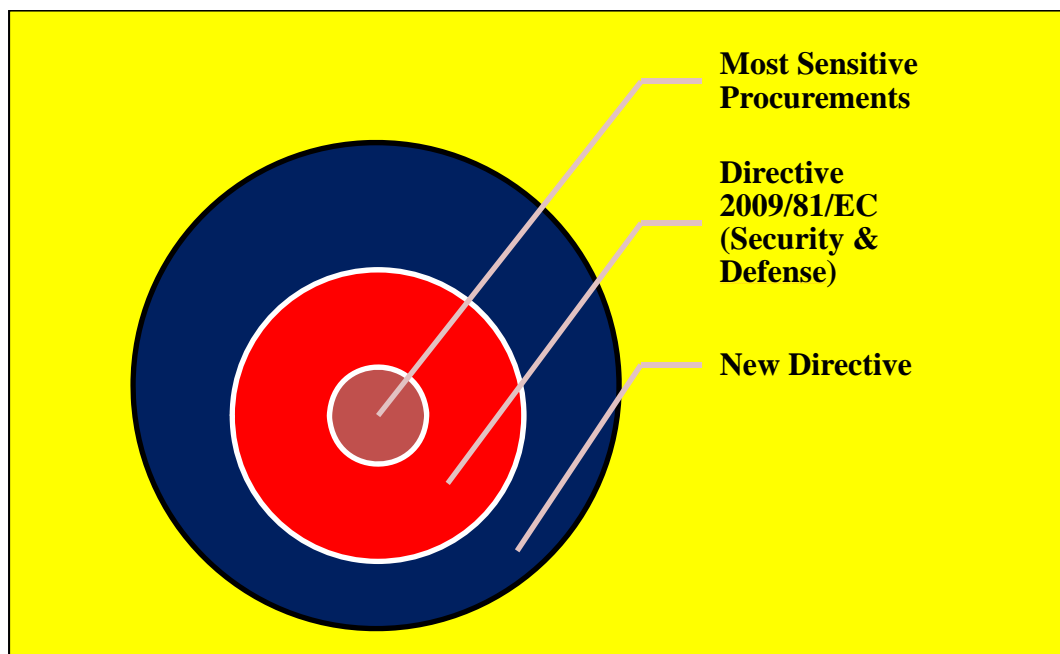 Most Sensitive
Procurements
Directive
2009/81/EC
(Security &
Defense)
New Directive